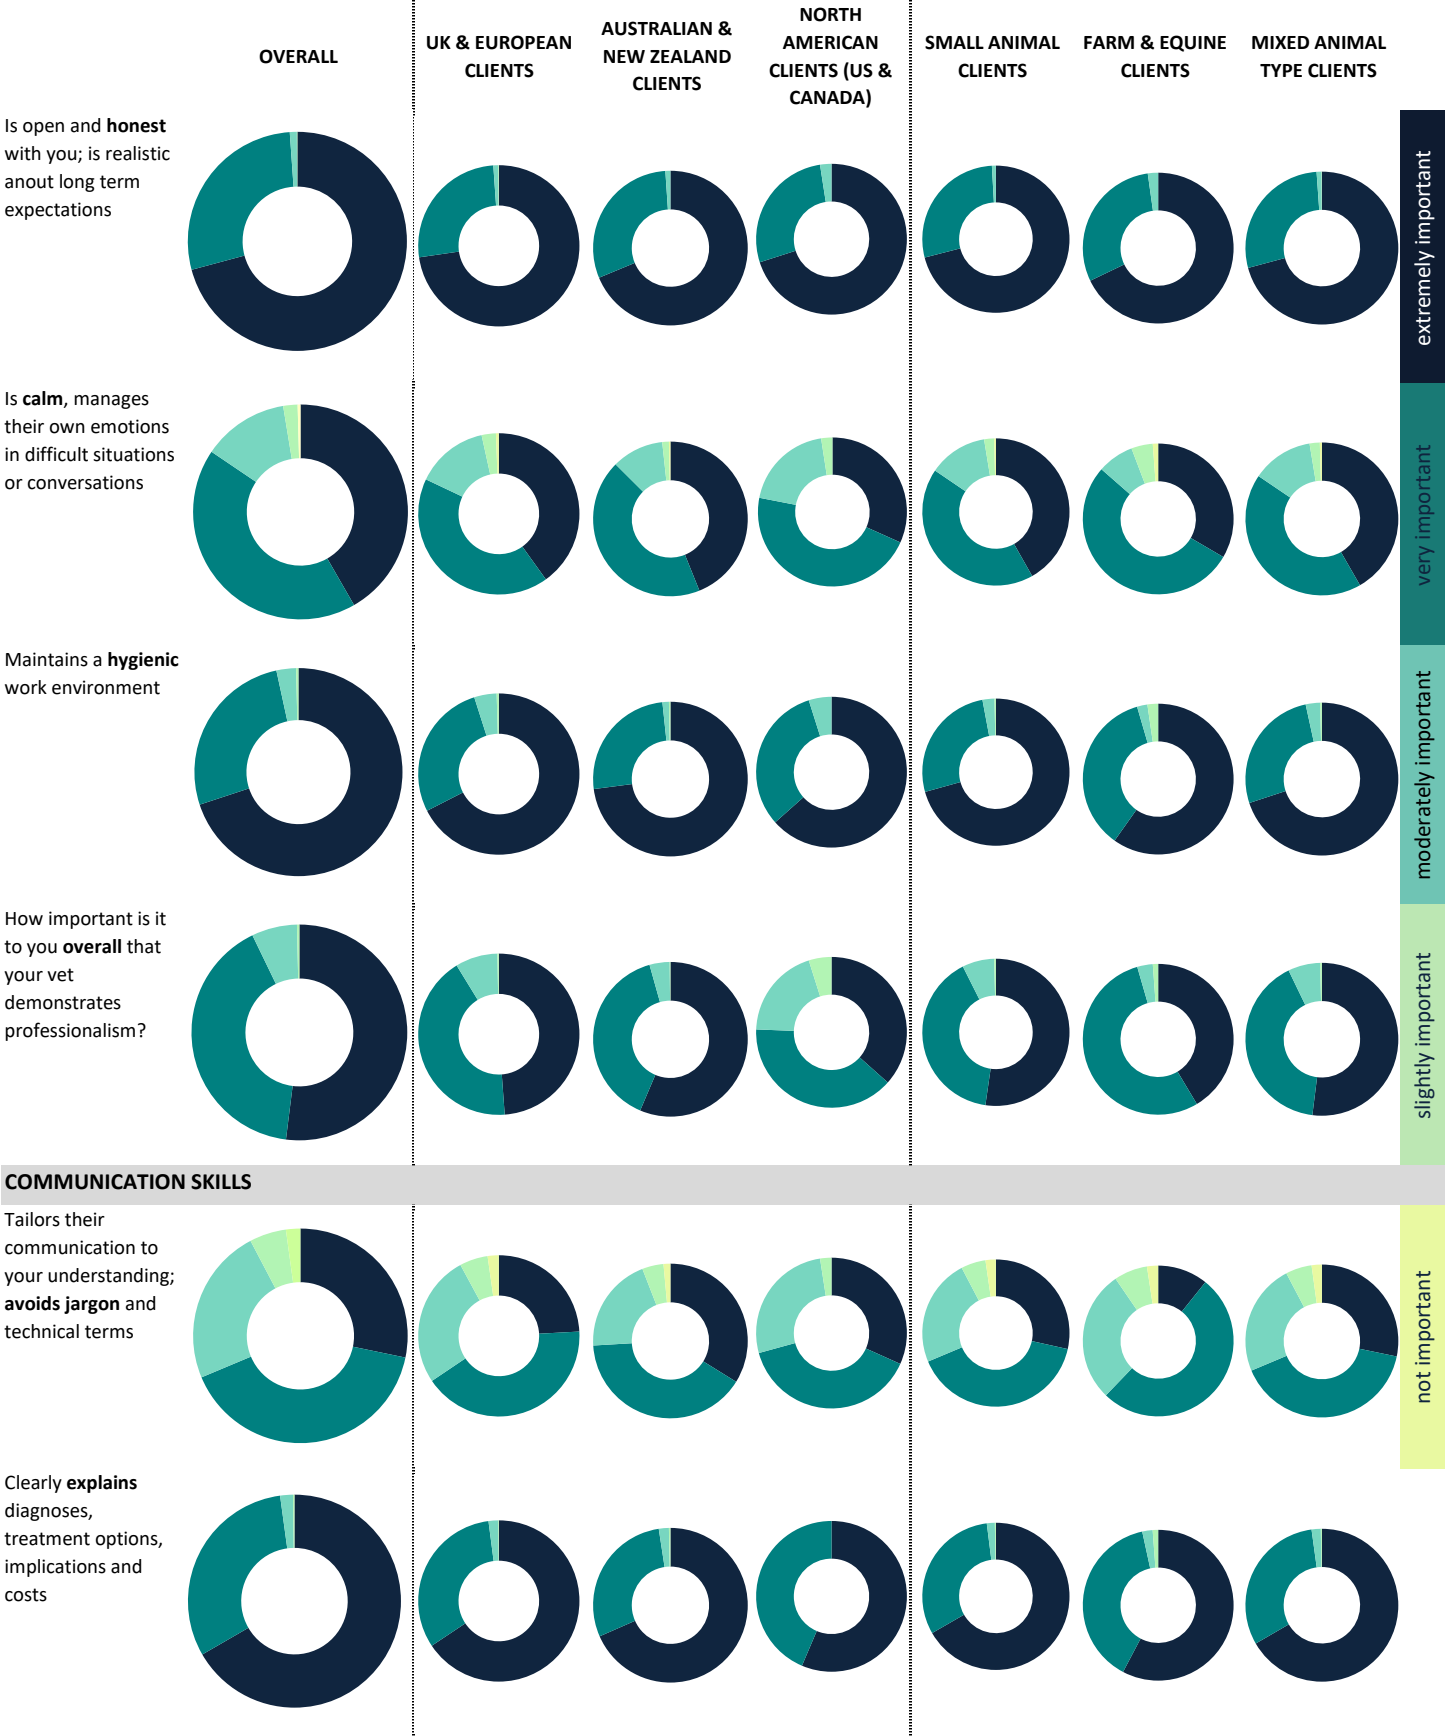 OVERALL
UK & EUROPEAN
CLIENTS
AUSTRALIAN &
NEW ZEALAND
CLIENTS
NORTH
AMERICAN
CLIENTS (US &
CANADA)
SMALL ANIMAL
CLIENTS
FARM & EQUINE
CLIENTS
MIXED ANIMAL
TYPE CLIENTS
Is open and honest
with you; is realistic
anout long term
expectations
extremely important
Is calm, manages
their own emotions
in difficult situations
or conversations
very important
Maintains a hygienic
work environment
moderately important
How important is it
to you overall that
your vet
demonstrates
professionalism?
slightly important
COMMUNICATION SKILLS
Tailors their
communication to
your understanding;
avoids jargon and
technical terms
not important
Clearly explains
diagnoses,
treatment options,
implications and
costs